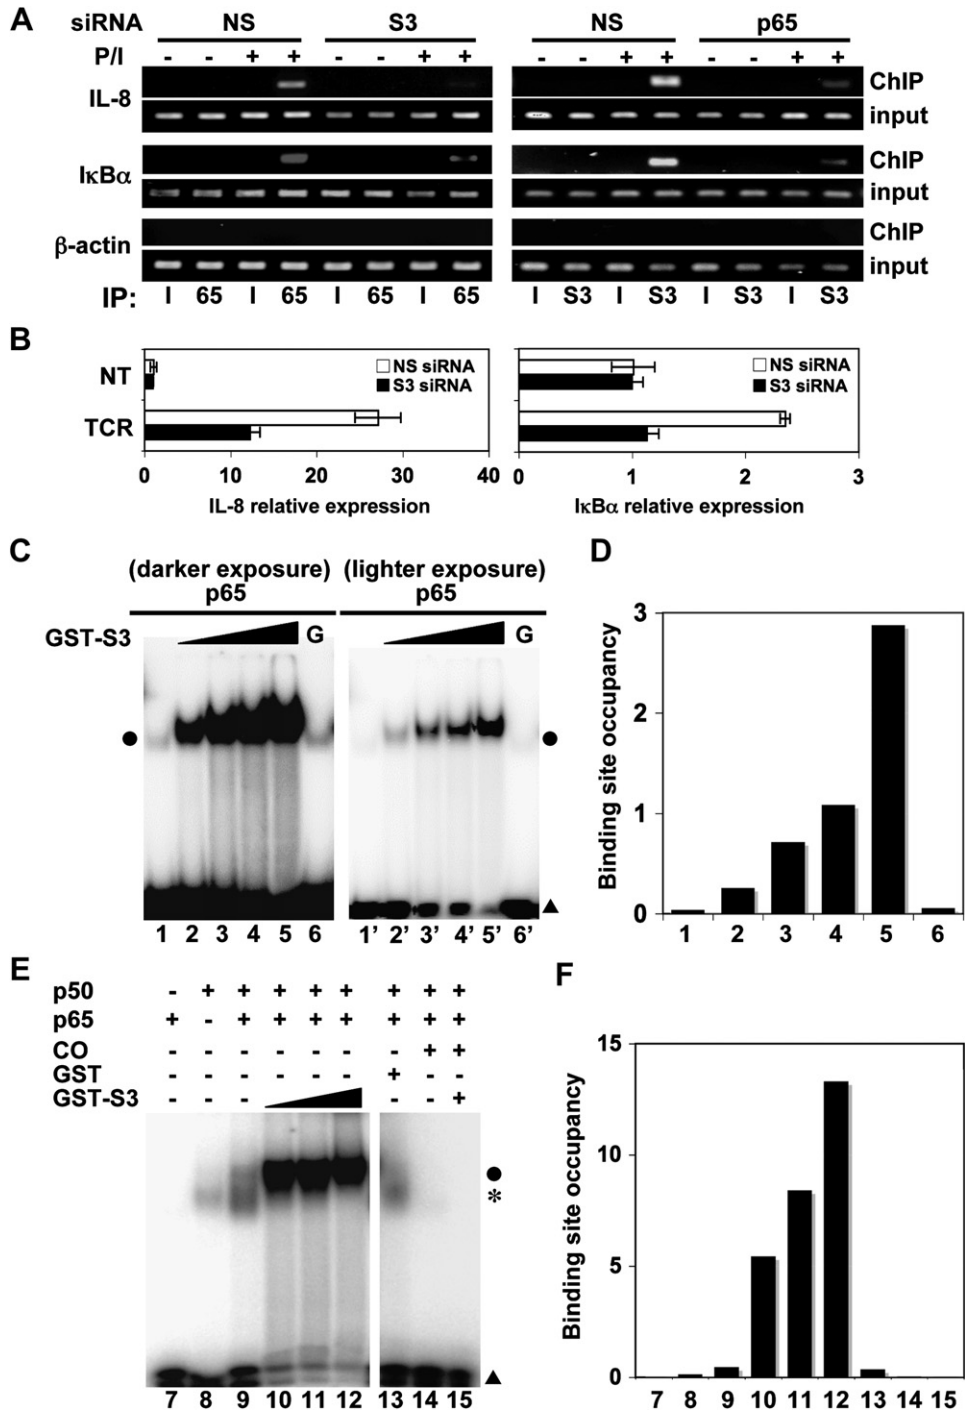 A
siRNA NS S3 NS p65
P/I - - + + - - + + - - + + - - + +
IL-8 ChIP
input
IκBα ChIP
input
β-actin ChIP
input
IP: I 65 I 65 I 65 I 65 I S3 I S3 I S3 I S3
B
NT
TCR
NS siRNA
S3 siRNA
0 10 20 30 40
IL-8 relative expression
NS siRNA
S3 siRNA
0 1 2 3
IκBα relative expression
C
(darker exposure) (lighter exposure)
p65 p65
GST-S3 G G
1 2 3 4 5 6 1’ 2’ 3’ 4’ 5’ 6’
D
Binding site occupancy
3
2
1
0
1 2 3 4 5 6
E
p50 - + + + + + + + +
p65 + - + + + + + + +
CO - - - - - - - + +
GST - - - - - - + - -
GST-S3 - - - - - +
*
7 8 9 10 11 12 13 14 15
F
Binding site occupancy
15
10
5
0
7 8 9 10 11 12 13 14 15